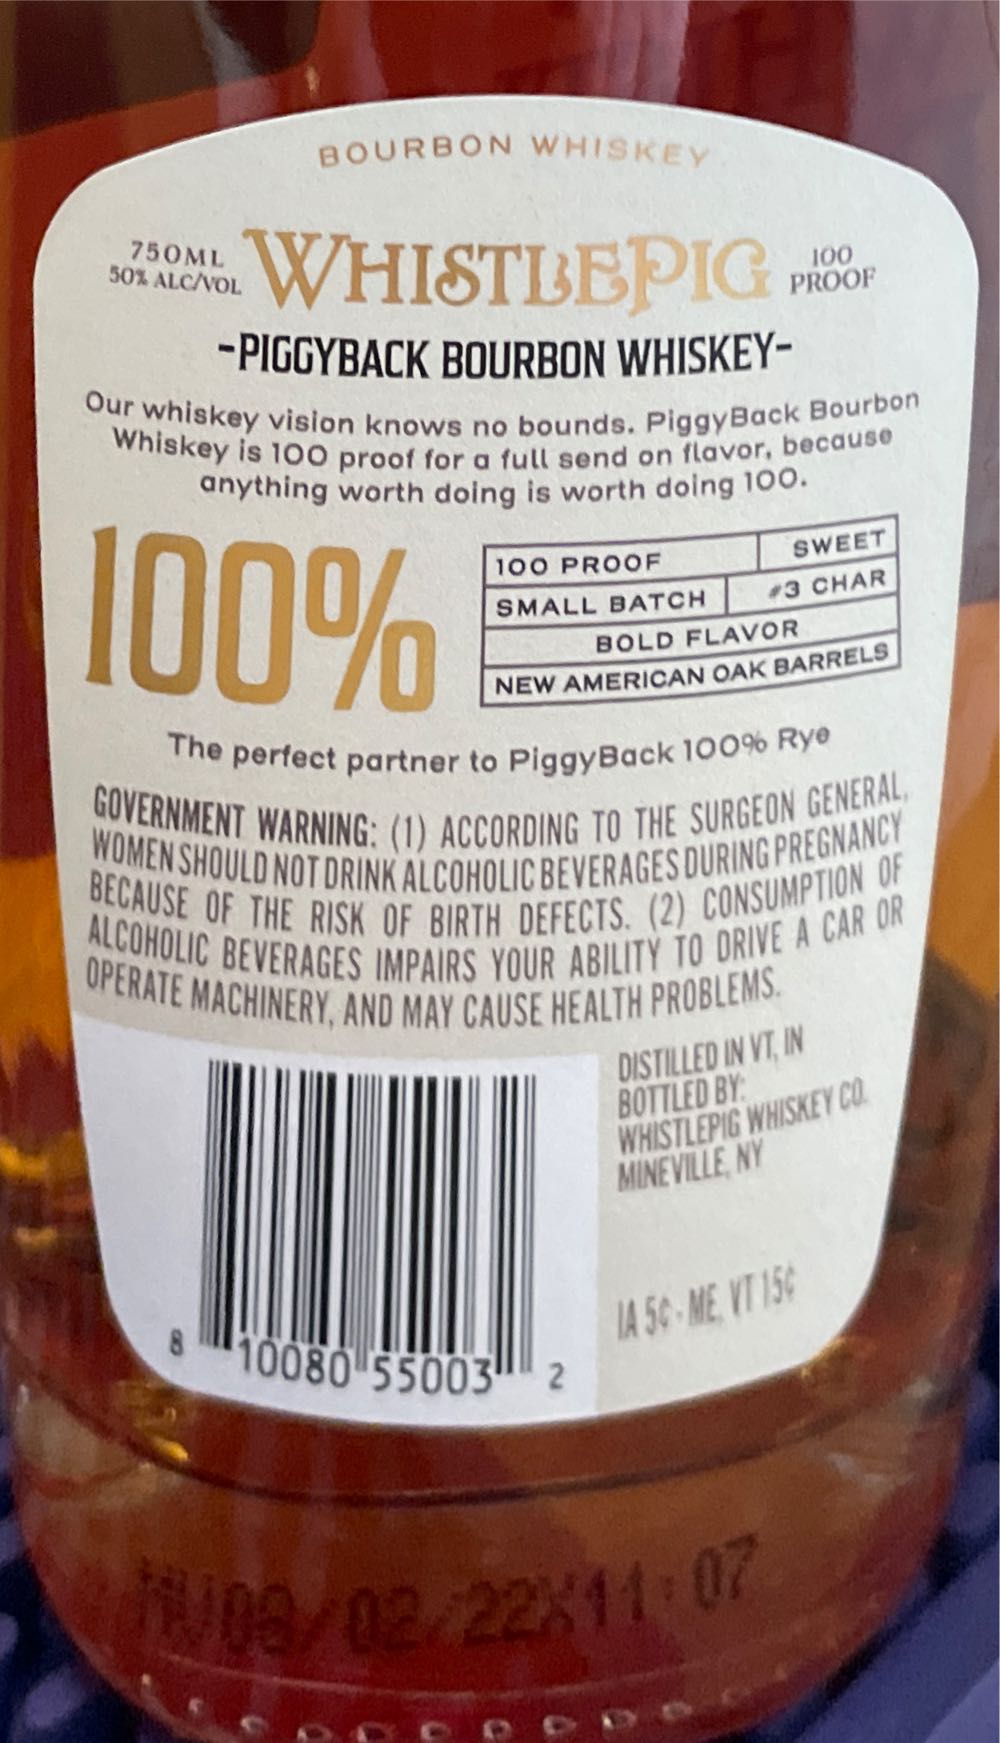 BOURBON WHISKEY
750ML
50% ALC/VOL
WHISTLEPIG
100
PROOF
-PIGGYBACK BOURBON WHISKEY-
Our whiskey vision knows no bounds. PiggyBack Bourbon
Whiskey is 100 proof for a full send on flavor, because
anything worth doing is worth doing 100.
100%
100 PROOF SWEET
SMALL BATCH #3 CHAR
BOLD FLAVOR
NEW AMERICAN OAK BARRELS
The perfect partner to PiggyBack 100% Rye
GOVERNMENT WARNING: (1) ACCORDING TO THE SURGEON GENERAL,
WOMEN SHOULD NOT DRINK ALCOHOLIC BEVERAGES DURING PREGNANCY
BECAUSE OF THE RISK OF BIRTH DEFECTS. (2) CONSUMPTION OF
ALCOHOLIC BEVERAGES IMPAIRS YOUR ABILITY TO DRIVE A CAR OR
OPERATE MACHINERY, AND MAY CAUSE HEALTH PROBLEMS.
DISTILLED IN VT, IN
BOTTLED BY:
WHISTLEPIG WHISKEY CO.
MINEVILLE, NY
IA 5¢ - ME, VT 15¢
8 10080 55003 2